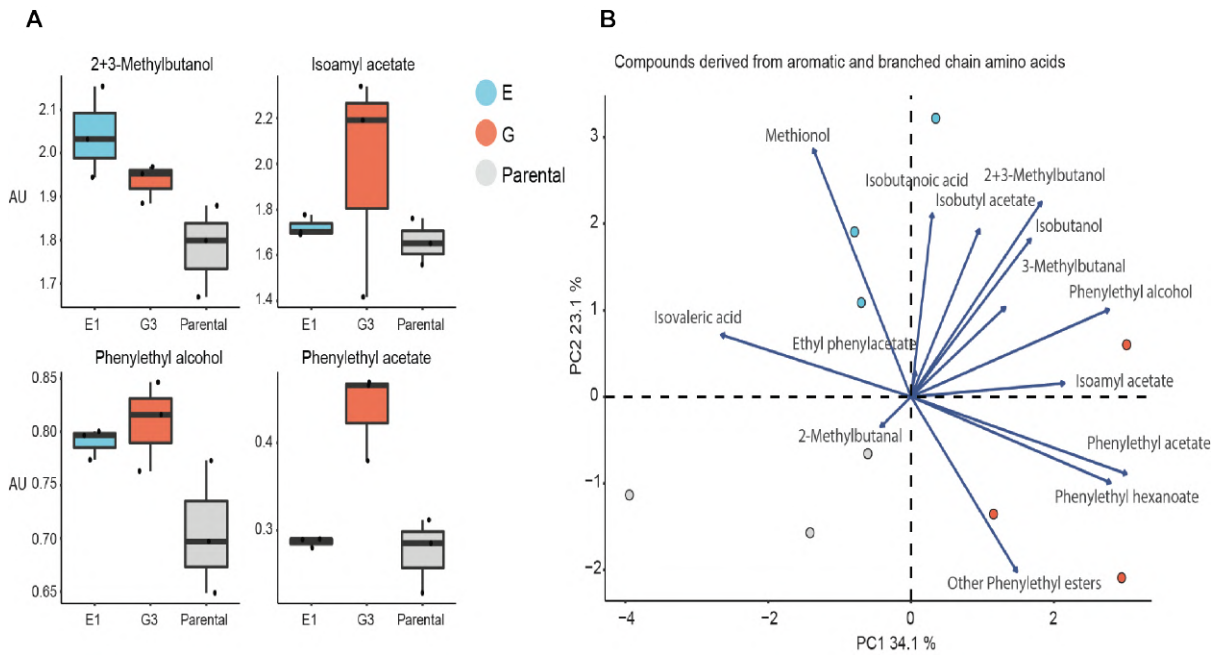 A
B
2+3-Methylbutanol
Isoamyl acetate
AU
2.1
2.0
1.9
1.8
1.7
E1
G3
Parental
2.2
2.0
1.8
1.6
1.4
E1
G3
Parental
E
G
Parental
Phenylethyl alcohol
Phenylethyl acetate
AU
0.85
0.80
0.75
0.70
0.65
E1
G3
Parental
0.4
0.3
E1
G3
Parental
Compounds derived from aromatic and branched chain amino acids
PC2 23.1 %
3
2
1
0
−1
−2
Methionol
Isobutanoic acid
2+3-Methylbutanol
Isobutyl acetate
Isobutanol
3-Methylbutanal
Phenylethyl alcohol
Isovaleric acid
Ethyl phenylacetate
Isoamyl acetate
2-Methylbutanal
Phenylethyl acetate
Phenylethyl hexanoate
Other Phenylethyl esters
−4
−2
0
2
PC1 34.1 %